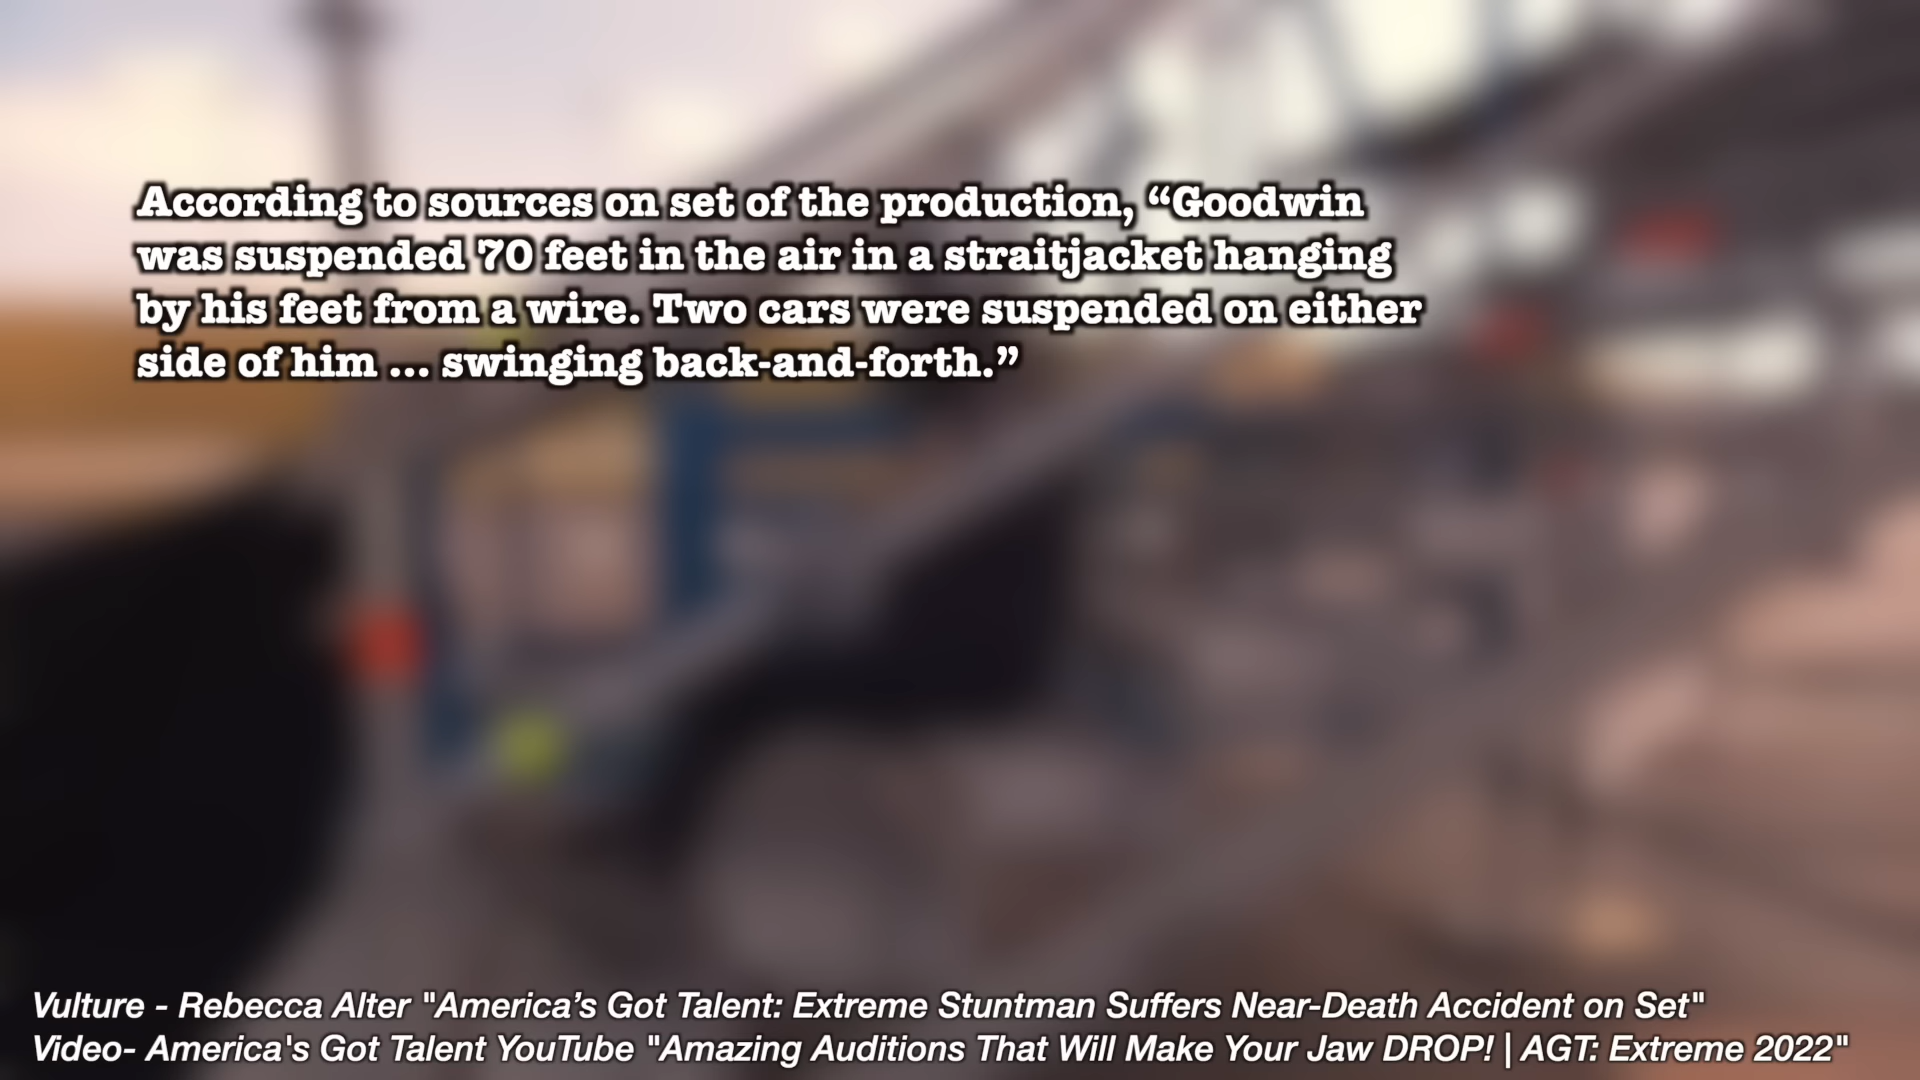 According to sources on set of the production, “Goodwin
was suspended 70 feet in the air in a straitjacket hanging
by his feet from a wire. Two cars were suspended on either
side of him ... swinging back-and-forth.”
Vulture - Rebecca Alter "America’s Got Talent: Extreme Stuntman Suffers Near-Death Accident on Set"
Video- America's Got Talent YouTube "Amazing Auditions That Will Make Your Jaw DROP! | AGT: Extreme 2022"